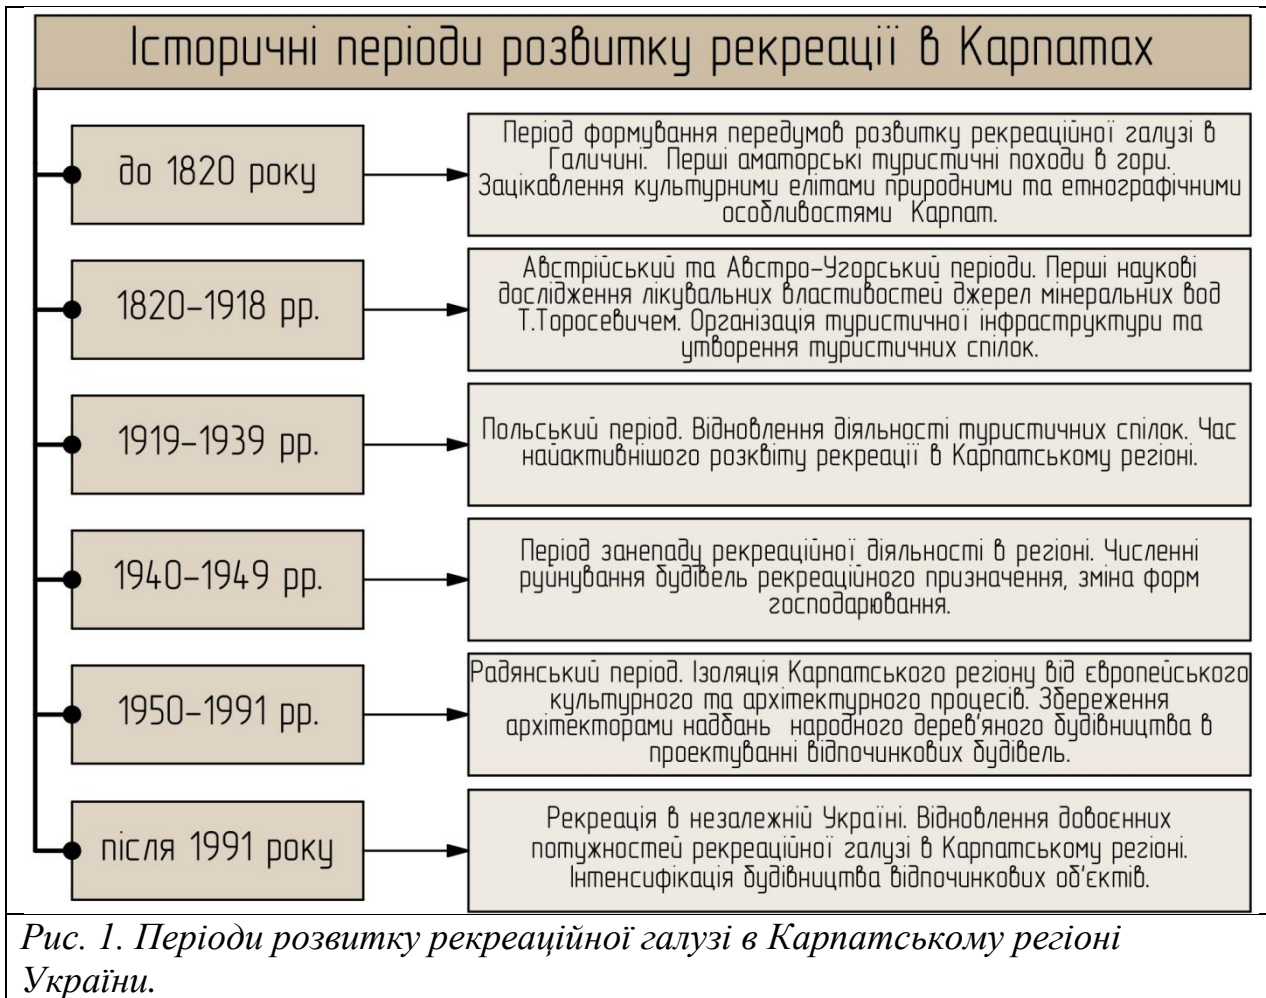 Історичні періоди розвитку рекреації в Карпатах
до 1820 року
Період формування передумов розвитку рекреаційної галузі в
Галичині. Перші аматорські туристичні походи в гори.
Зацікавлення культурними елітами природними та етнографічними
особливостями Карпат.
1820-1918 рр.
Австрійський та Австро-Угорський періоди. Перші наукові
дослідження лікувальних властивостей джерел мінеральних вод
Т.Торосевичем. Організація туристичної інфраструктури та
утворення туристичних спілок.
1919-1939 рр.
Польський період. Відновлення діяльності туристичних спілок. Час
найактивнішого розквіту рекреації в Карпатському регіоні.
1940-1949 рр.
Період занепаду рекреаційної діяльності в регіоні. Численні
руйнування будівель рекреаційного призначення, зміна форм
господарювання.
1950-1991 рр.
Радянський період. Ізоляція Карпатського регіону від європейського
культурного та архітектурного процесів. Збереження
архітекторами надбань народного дерев'яного будівництва в
проектуванні відпочинкових будівель.
після 1991 року
Рекреація в незалежній Україні. Відновлення довоєнних
потужностей рекреаційної галузі в Карпатському регіоні.
Інтенсифікація будівництва відпочинкових об'єктів.
Рис. 1. Періоди розвитку рекреаційної галузі в Карпатському регіоні
України.